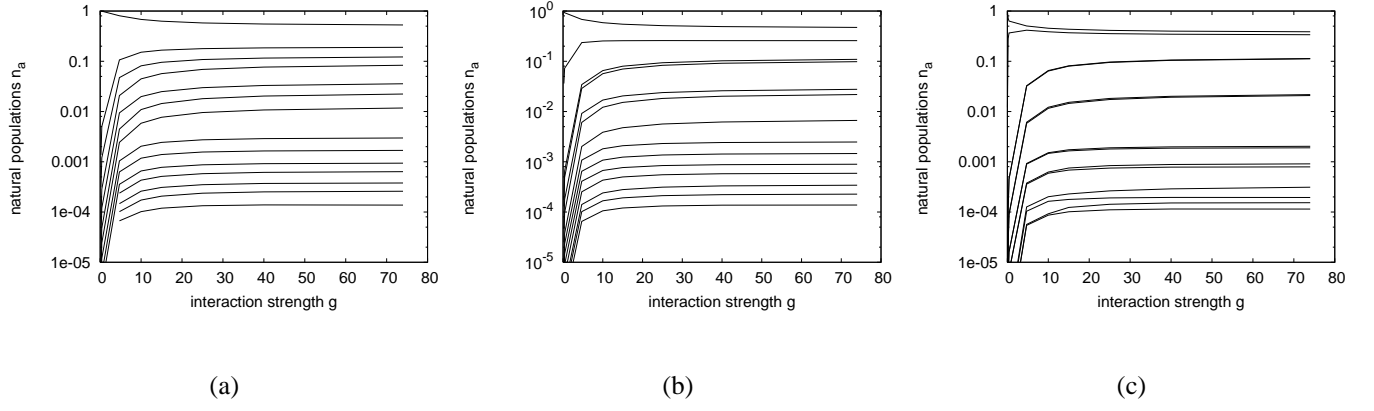 natural populations n_a
1
0.1
0.01
0.001
1e-04
1e-05
0 10 20 30 40 50 60 70 80
interaction strength g
(a)
natural populations n_a
10^0
10^-1
10^-2
10^-3
10^-4
10^-5
0 10 20 30 40 50 60 70 80
interaction strength g
(b)
natural populations n_a
1
0.1
0.01
0.001
1e-04
1e-05
0 10 20 30 40 50 60 70 80
interaction strength g
(c)